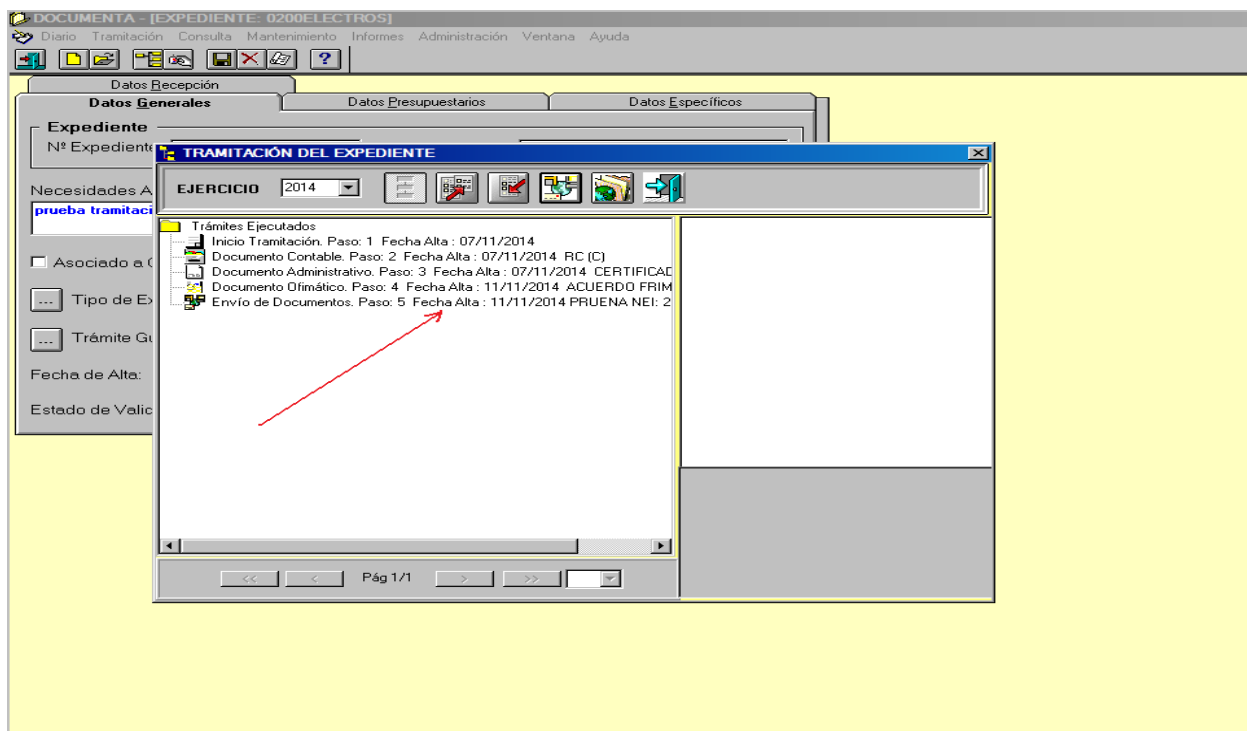 DOCUMENTA - [EXPEDIENTE: 0200ELECTROS]
Diario Tramitación Consulta Mantenimiento Informes Administración Ventana Ayuda
Datos Recepción
Datos Generales Datos Presupuestarios Datos Específicos
Expediente
Nº Expediente
TRAMITACIÓN DEL EXPEDIENTE
Necesidades A
EJERCICIO 2014
prueba tramitaci
Trámites Ejecutados
Inicio Tramitación. Paso: 1 Fecha Alta : 07/11/2014
Documento Contable. Paso: 2 Fecha Alta : 07/11/2014 RC (C)
Asociado a
Documento Administrativo. Paso: 3 Fecha Alta : 07/11/2014 CERTIFICAD
Documento Ofimático. Paso: 4 Fecha Alta : 11/11/2014 ACUERDO FRIM
... Tipo de Ex
Envío de Documentos. Paso: 5 Fecha Alta : 11/11/2014 PRUENA NEI: 2
... Trámite Gu
Fecha de Alta:
Estado de Valic
<< < Pág 1/1 > >>